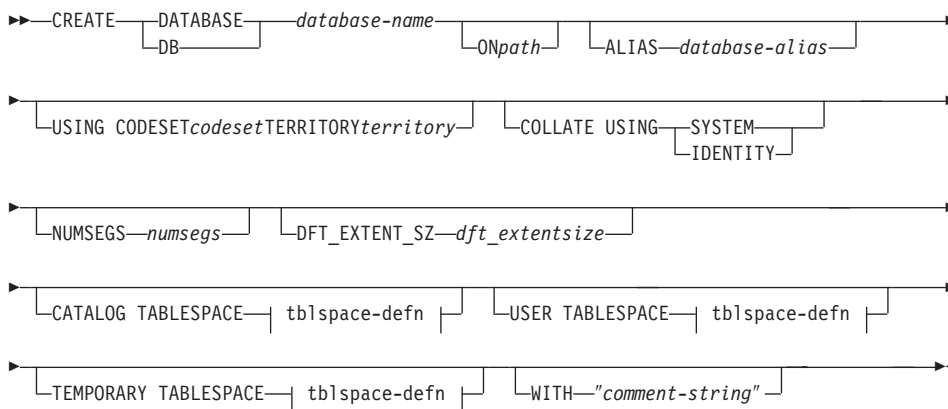 CREATE DATABASE database-name
DB ONpath ALIAS database-alias
USING CODESETcodesetTERRITORYterritory COLLATE USING SYSTEM
IDENTITY
NUMSEGS numsegs DFT_EXTENT_SZ dft_extentsize
CATALOG TABLESPACE tblspace-defn USER TABLESPACE tblspace-defn
TEMPORARY TABLESPACE tblspace-defn WITH "comment-string"